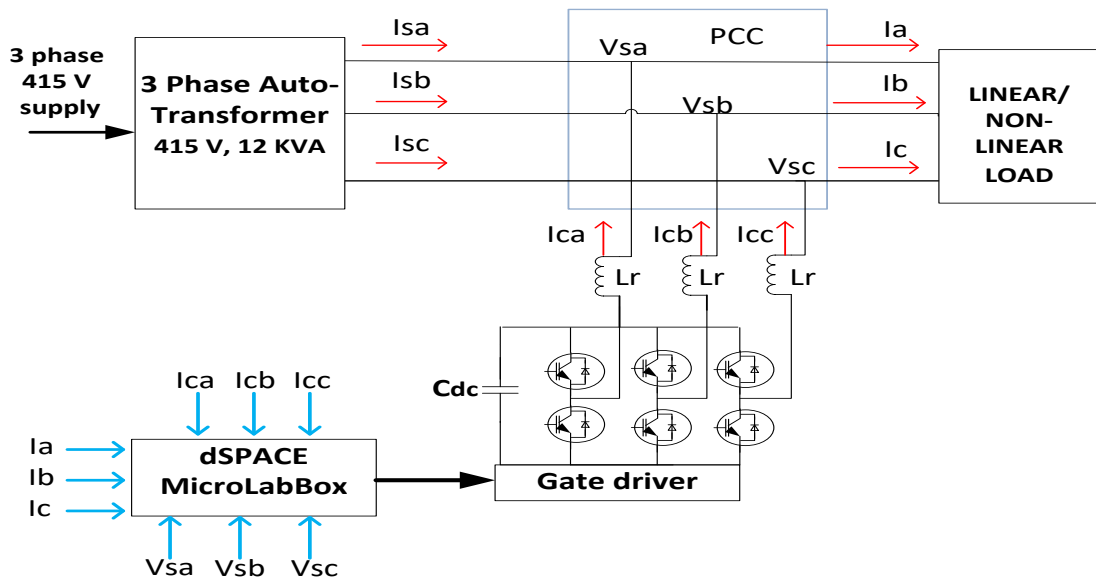 Isa
PCC
Ia
Vsa
3 phase
415 V
supply
3 Phase Auto-
Transformer
415 V, 12 KVA
Isb
Vsb
Ib
LINEAR/
NON-
LINEAR
LOAD
Isc
Vsc
Ic
Ica
Icb
Icc
Lr
Lr
Lr
Cdc
Ica
Icb
Icc
Ia
Ib
Ic
dSPACE
MicroLabBox
Gate driver
Vsa
Vsb
Vsc